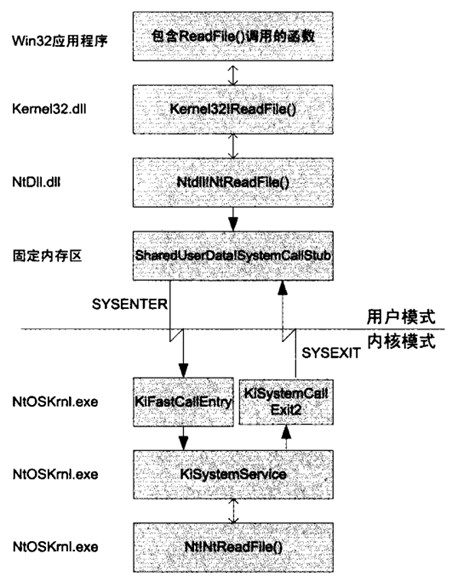 Win32应用程序
包含ReadFile()调用的函数
Kernel32.dll
Kernel32!ReadFile()
NtDll.dll
Ntdll!NtReadFile()
固定内存区
SharedUserData!SystemCallStub
SYSENTER
用户模式
内核模式
SYSEXIT
NtOSKrnl.exe
KiFastCallEntry
KiSystemCall
Exit2
NtOSKrnl.exe
KiSystemService
NtOSKrnl.exe
Nt!NtReadFile()